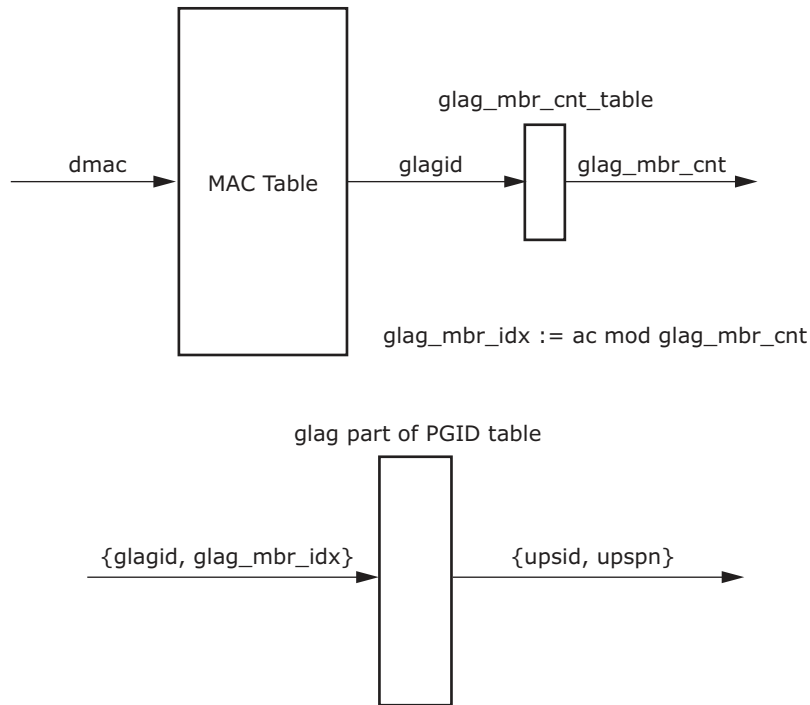 glag_mbr_cnt_table
dmac
MAC Table
glagid
glag_mbr_cnt
glag_mbr_idx := ac mod glag_mbr_cnt
glag part of PGID table
{glagid, glag_mbr_idx}
{upsid, upspn}